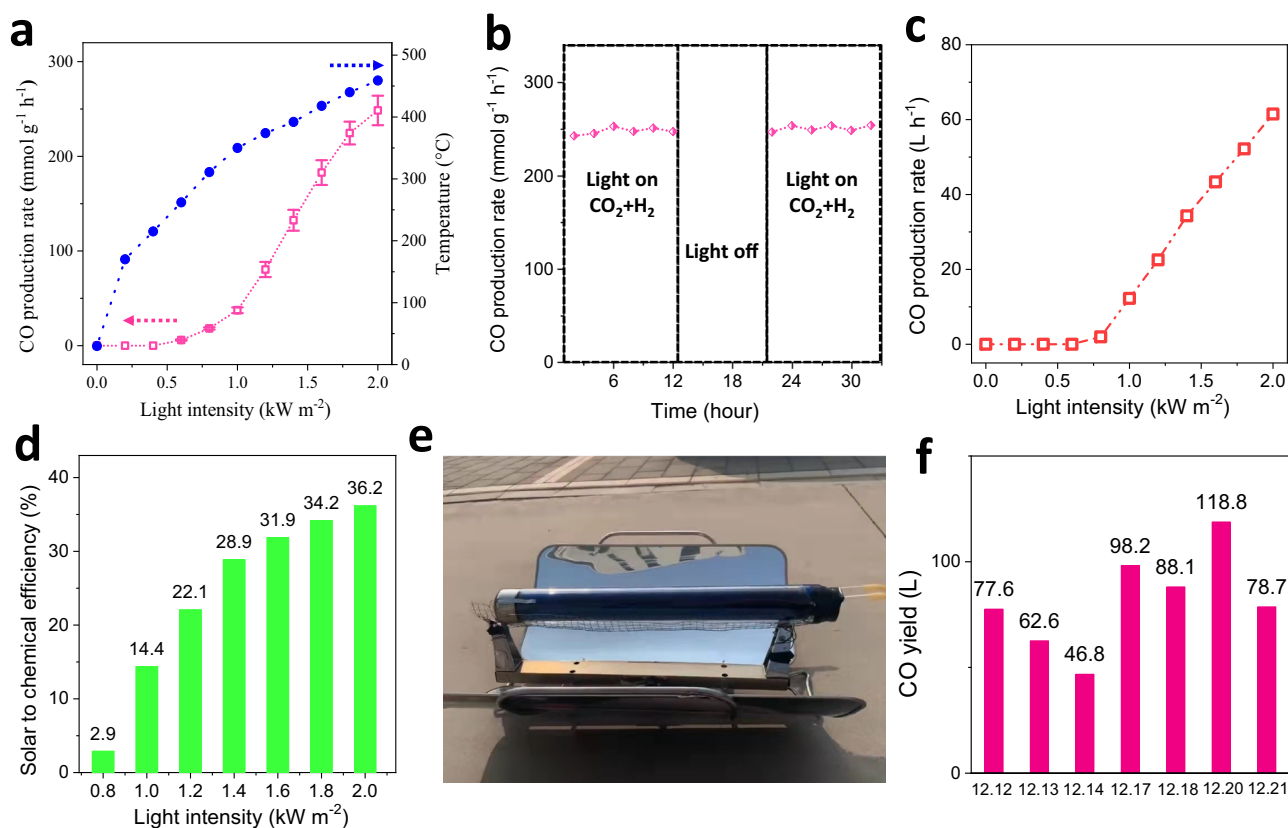 a
CO production rate (mmol g⁻¹ h⁻¹)
300
200
100
0
500
400
300
200
100
0
Temperature (°C)
0.0 0.5 1.0 1.5 2.0
Light intensity (kW m⁻²)
b
CO production rate (mmol g⁻¹ h⁻¹)
300
200
100
0
Light on
CO₂+H₂
Light off
Light on
CO₂+H₂
6 12 18 24 30
Time (hour)
c
CO production rate (L h⁻¹)
80
60
40
20
0
0.0 0.5 1.0 1.5 2.0
Light intensity (kW m⁻²)
d
Solar to chemical efficiency (%)
40
30
20
10
0
2.9
14.4
22.1
28.9
31.9
34.2
36.2
0.8 1.0 1.2 1.4 1.6 1.8 2.0
Light intensity (kW m⁻²)
e
f
CO yield (L)
100
0
77.6
62.6
46.8
98.2
88.1
118.8
78.7
12.12 12.13 12.14 12.17 12.18 12.20 12.21